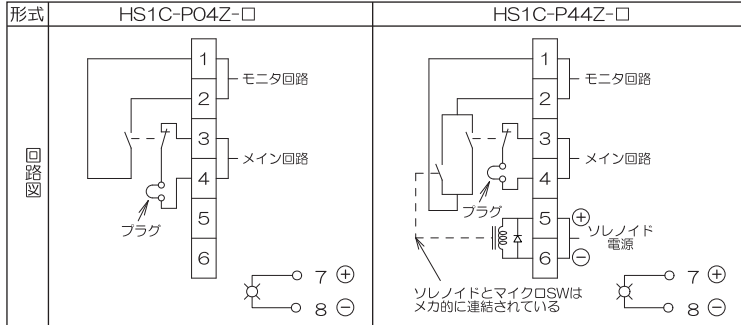 形式
HS1C-P04Z-□
HS1C-P44Z-□
回路図
1
2
3
4
5
6
モニタ回路
メイン回路
プラグ
7 ⊕
8 ⊖
1
2
3
4
5 ⊕
6 ⊖
モニタ回路
メイン回路
プラグ
ソレノイド
電源
ソレノイドとマイクロSWは
メカ的に連結されている
7 ⊕
8 ⊖